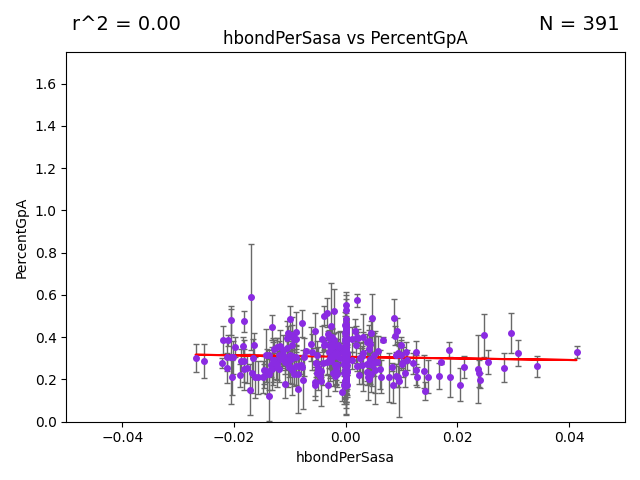 r^2 = 0.00
N = 391
hbondPerSasa vs PercentGpA
PercentGpA
1.6
1.4
1.2
1.0
0.8
0.6
0.4
0.2
0.0
−0.04
−0.02
0.00
0.02
0.04
hbondPerSasa